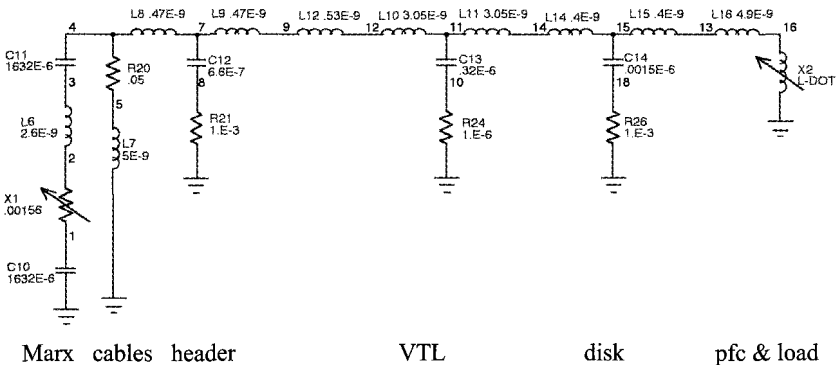 4 L8 .47E-9 7 L9 .47E-9 9 L12 .53E-9 12 L10 3.05E-9 11 L11 3.05E-9 14 L14 .4E-9 15 L15 .4E-9 13 L16 4.9E-9 16
C11
1632E-6
3
L6
2.6E-9
2
X1
.00156
1
C10
1632E-6
R20
.05
5
L7
5E-9
C12
6.6E-7
8
R21
1.E-3
C13
.32E-6
10
R24
1.E-6
C14
.0015E-6
18
R26
1.E-3
X2
L-DOT
Marx cables header VTL disk pfc & load